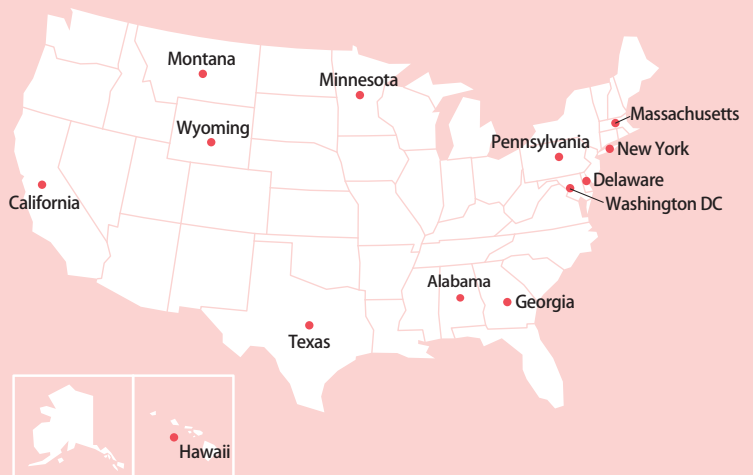 Montana
Minnesota
Massachusetts
Wyoming
Pennsylvania
New York
Delaware
California
Washington DC
Alabama
Georgia
Texas
Hawaii